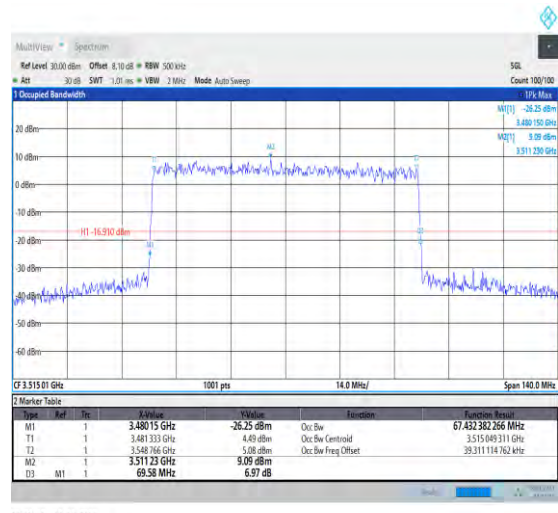 MultiView Spectrum
Ref Level 30.00 dBm Offset 8.10 dB RBW 500 kHz SGL
Att 30 dB SWT 1.01 ms VBW 2 MHz Mode Auto Sweep Count 100/100
1 Occupied Bandwidth 1Pk Max
M1[1] -26.25 dBm
3.480 150 GHz
M2[1] 9.09 dBm
3.511 230 GHz
20 dBm
10 dBm
0 dBm
-10 dBm
-20 dBm
-30 dBm
-40 dBm
-50 dBm
-60 dBm
M2
H1 -16.910 dBm
CF 3.515 01 GHz 1001 pts 14.0 MHz/ Span 140.0 MHz
2 Marker Table
Type Ref Trc X-Value Y-Value Function Function Result
M1 1 3.48015 GHz -26.25 dBm Occ Bw 67.432 382 266 MHz
T1 1 3.481 333 GHz 4.49 dBm Occ Bw Centroid 3.515 049 311 GHz
T2 1 3.548 766 GHz 5.08 dBm Occ Bw Freq Offset 39.311 114 762 kHz
M2 1 3.511 23 GHz 9.09 dBm
D3 M1 1 69.58 MHz 6.97 dB